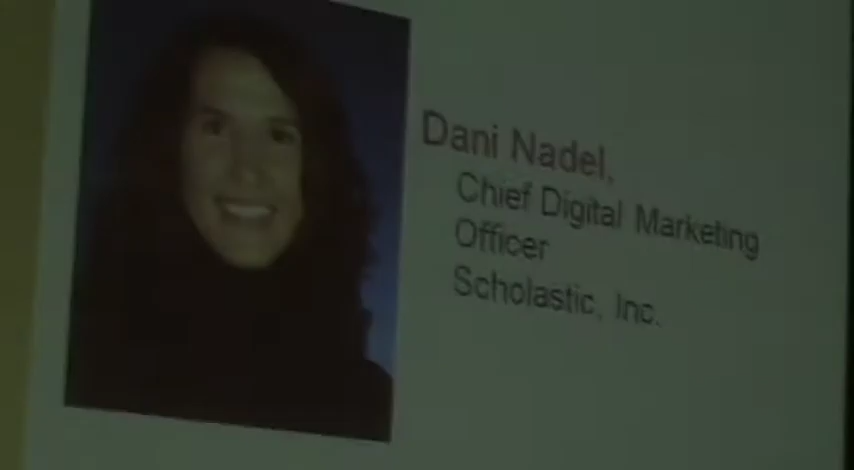 Dani Nadel,
Chief Digital Marketing
Officer
Scholastic, Inc.